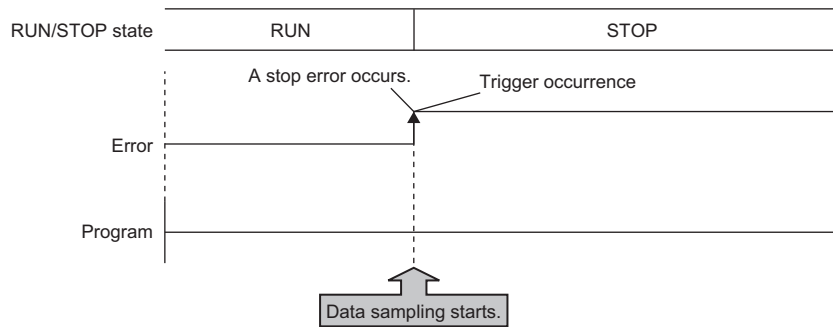 RUN/STOP state
RUN
STOP
A stop error occurs.
Trigger occurrence
Error
Program
Data sampling starts.